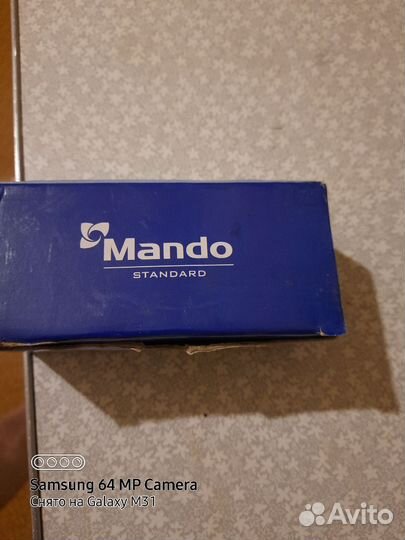 Mando
STANDARD
Samsung 64 MP Camera
Снято на Galaxy M31
Avito